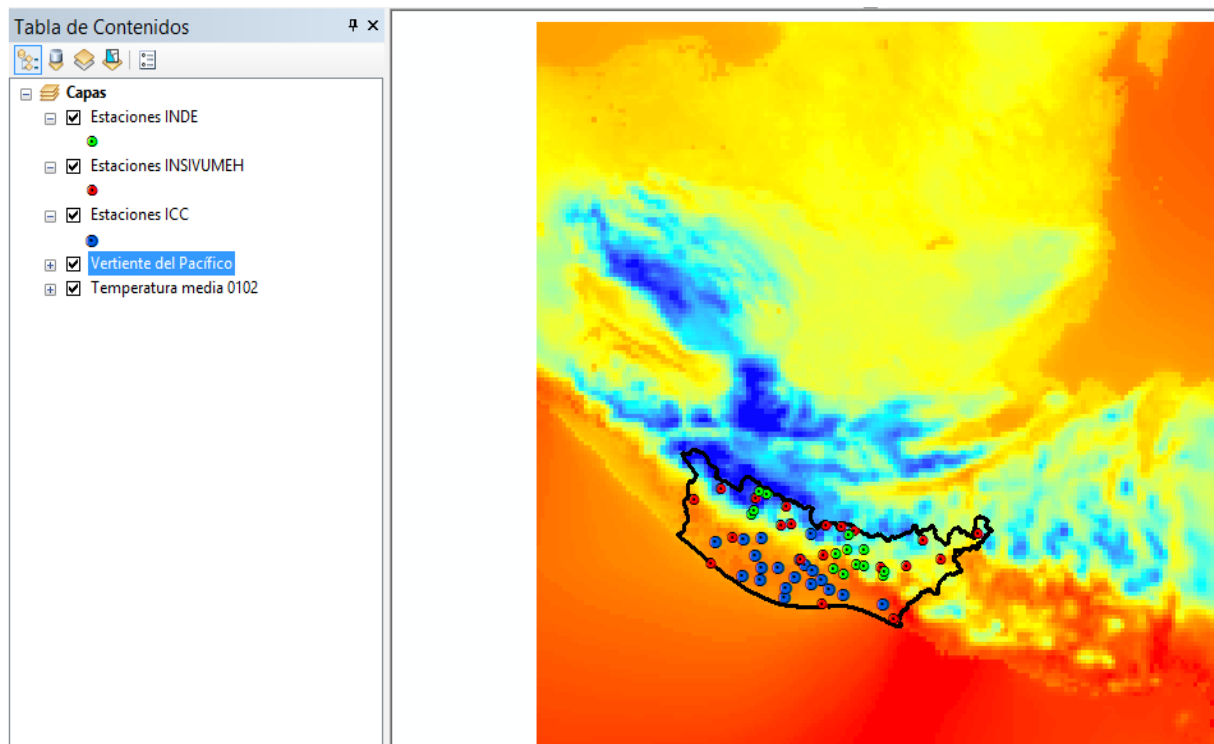 Tabla de Contenidos
Capas
Estaciones INDE
Estaciones INSIVUMEH
Estaciones ICC
Vertiente del Pacífico
Temperatura media 0102